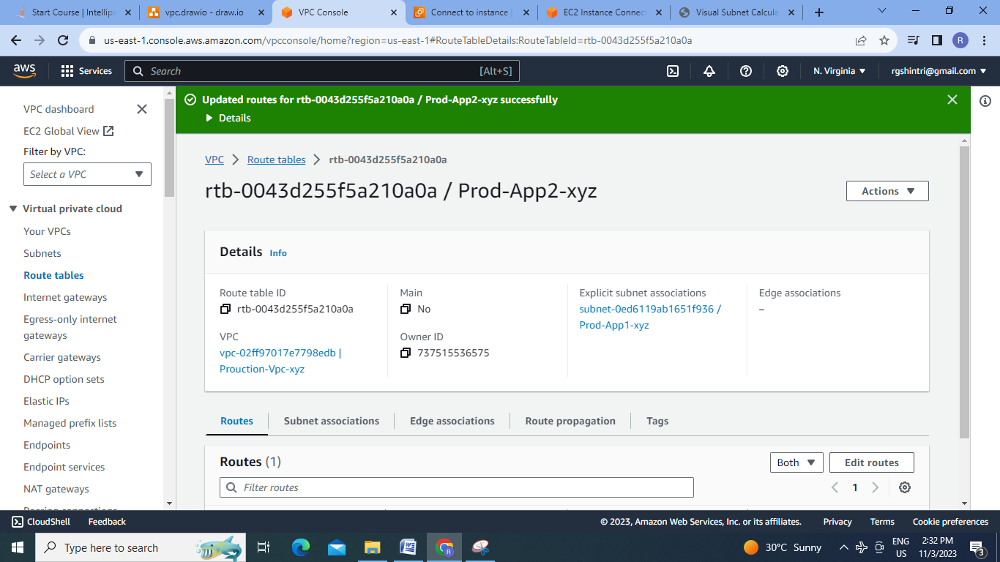 Start Course | Intellipa
vpc.drawio - draw.io
VPC Console
Connect to instance |
EC2 Instance Connect
Visual Subnet Calcula
us-east-1.console.aws.amazon.com/vpcconsole/home?region=us-east-1#RouteTableDetails:RouteTableId=rtb-0043d255f5a210a0a
R
aws
Services
Search
[Alt+S]
N. Virginia
rgshintri@gmail.com
VPC dashboard
EC2 Global View
Filter by VPC:
Select a VPC
Virtual private cloud
Your VPCs
Subnets
Route tables
Internet gateways
Egress-only internet
gateways
Carrier gateways
DHCP option sets
Elastic IPs
Managed prefix lists
Endpoints
Endpoint services
NAT gateways
Peering connections
Updated routes for rtb-0043d255f5a210a0a / Prod-App2-xyz successfully
Details
VPC
Route tables
rtb-0043d255f5a210a0a
rtb-0043d255f5a210a0a / Prod-App2-xyz
Actions
Details Info
Route table ID
rtb-0043d255f5a210a0a
Main
No
Explicit subnet associations
subnet-0ed6119ab1651f936 /
Prod-App1-xyz
Edge associations
–
VPC
vpc-02ff97017e7798edb |
Prouction-Vpc-xyz
Owner ID
737515536575
Routes
Subnet associations
Edge associations
Route propagation
Tags
Routes (1)
Both
Edit routes
Filter routes
1
CloudShell
Feedback
© 2023, Amazon Web Services, Inc. or its affiliates.
Privacy
Terms
Cookie preferences
Type here to search
R
30°C Sunny
ENG
US
2:32 PM
11/3/2023
3